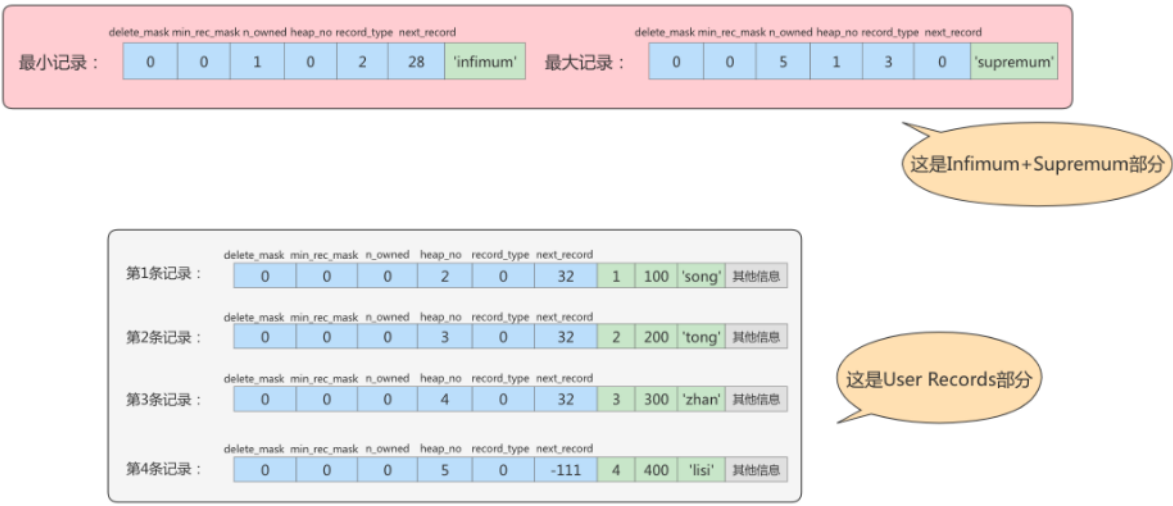 delete_mask min_rec_mask n_owned heap_no record_type next_record delete_mask min_rec_mask n_owned heap_no record_type next_record
最小记录： 0 0 1 0 2 28 'infimum' 最大记录： 0 0 5 1 3 0 'supremum'
这是Infimum+Supremum部分
delete_mask min_rec_mask n_owned heap_no record_type next_record
第1条记录： 0 0 0 2 0 32 1 100 'song' 其他信息
delete_mask min_rec_mask n_owned heap_no record_type next_record
第2条记录： 0 0 0 3 0 32 2 200 'tong' 其他信息
delete_mask min_rec_mask n_owned heap_no record_type next_record
第3条记录： 0 0 0 4 0 32 3 300 'zhan' 其他信息
这是User Records部分
delete_mask min_rec_mask n_owned heap_no record_type next_record
第4条记录： 0 0 0 5 0 -111 4 400 'lisi' 其他信息